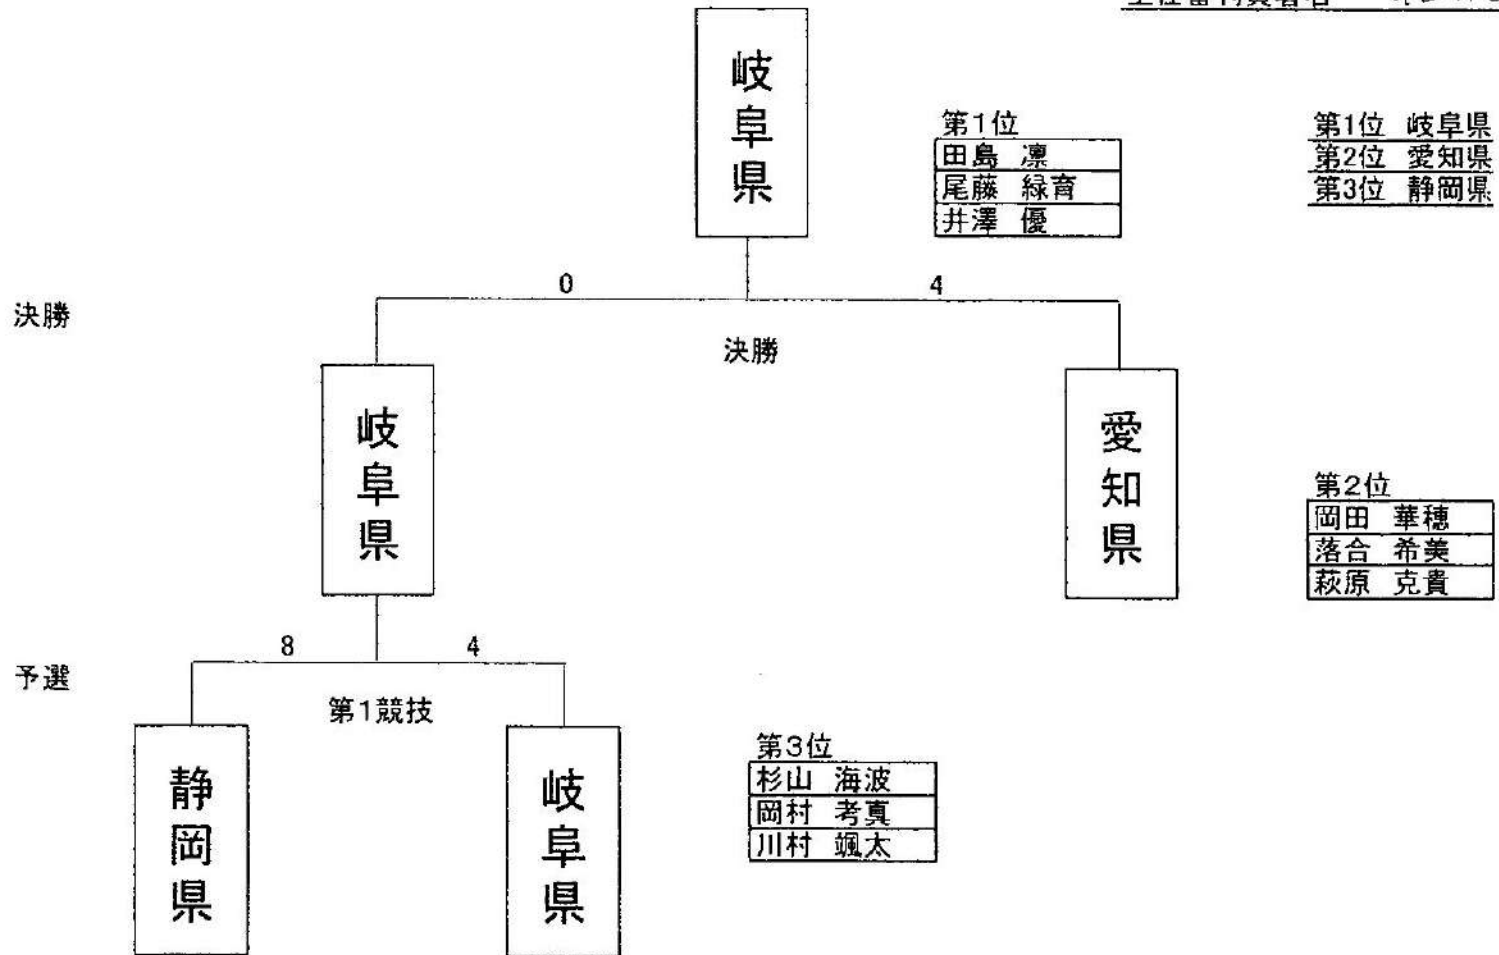 岐阜県
第1位
田島 凛
尾藤 緑育
井澤 優
第1位 岐阜県
第2位 愛知県
第3位 静岡県
0 4
決勝
決勝
岐阜県
愛知県
第2位
岡田 華穂
落合 希美
萩原 克貴
8 4
予選
第1競技
静岡県
岐阜県
第3位
杉山 海波
岡村 考真
川村 颯太